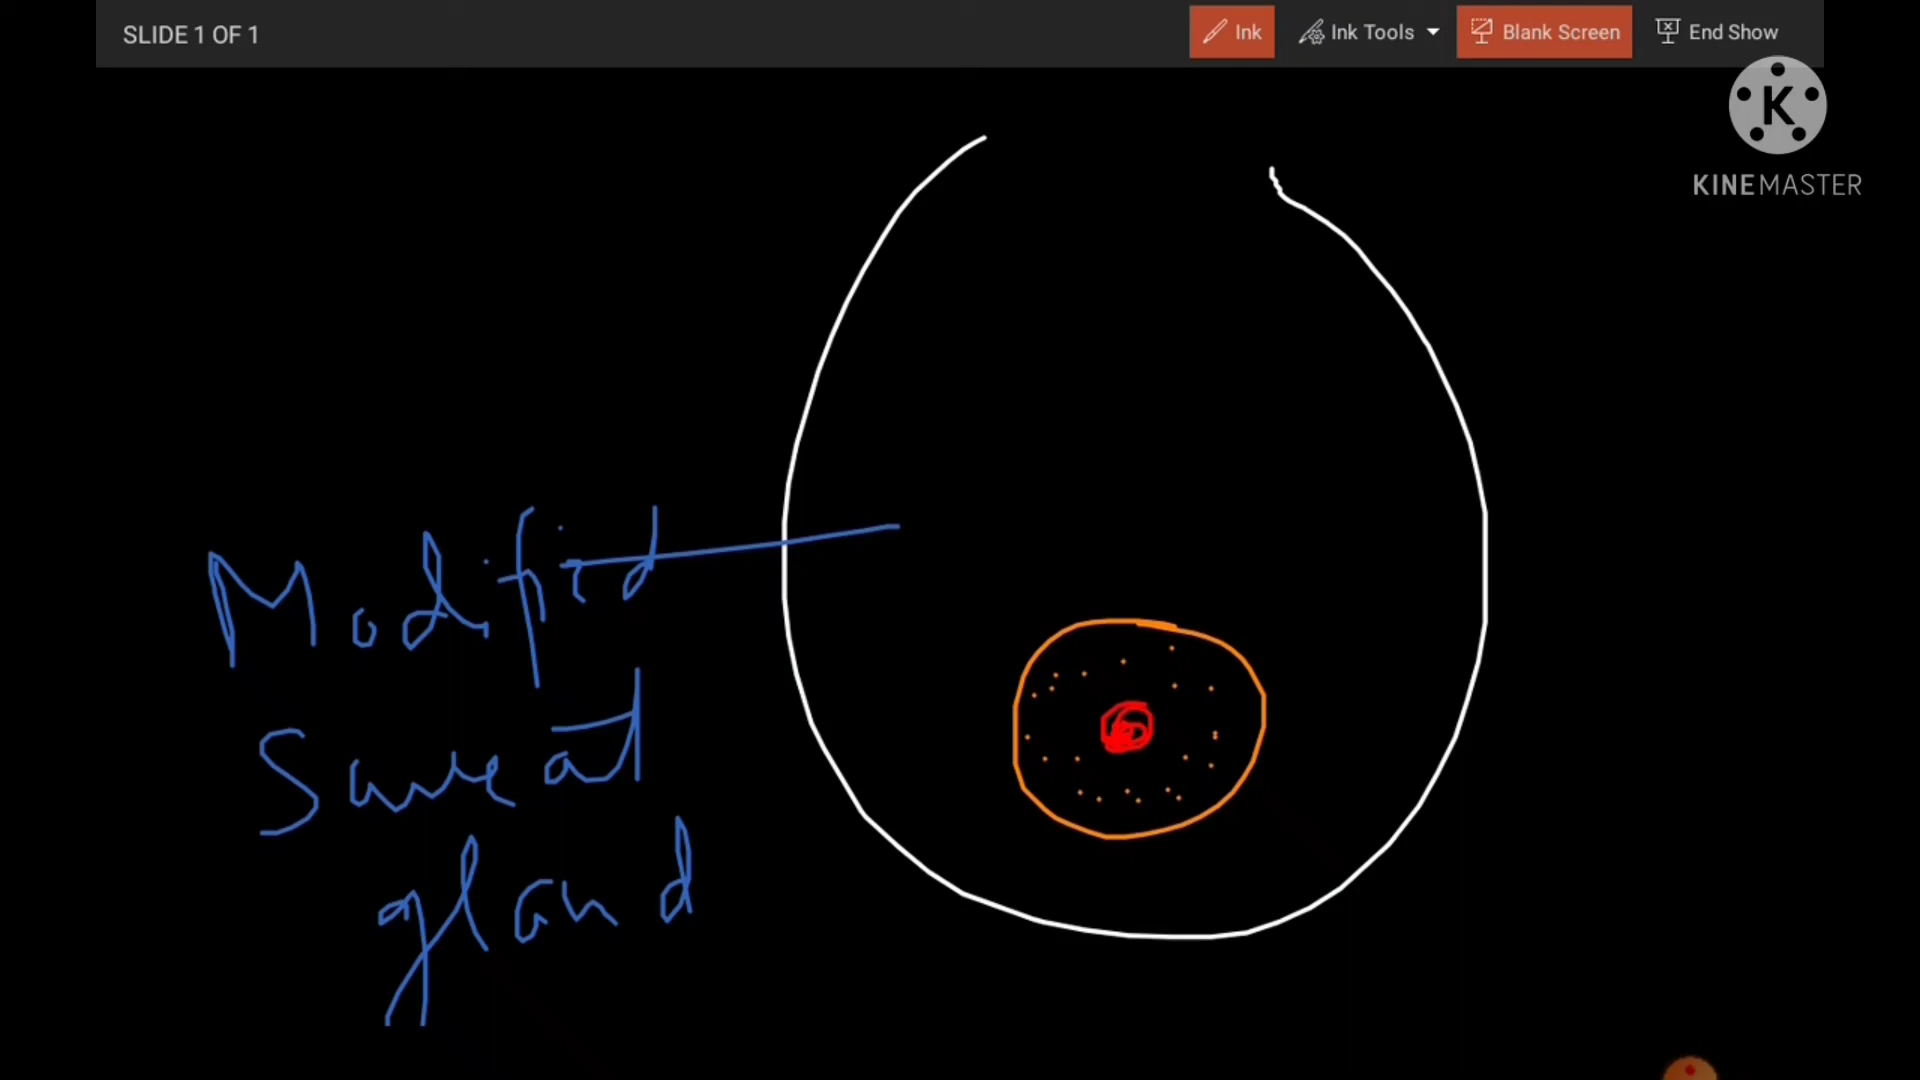 SLIDE 1 OF 1
Ink
Ink Tools
Blank Screen
End Show
K
KINEMASTER
Modified
Sweat
gland